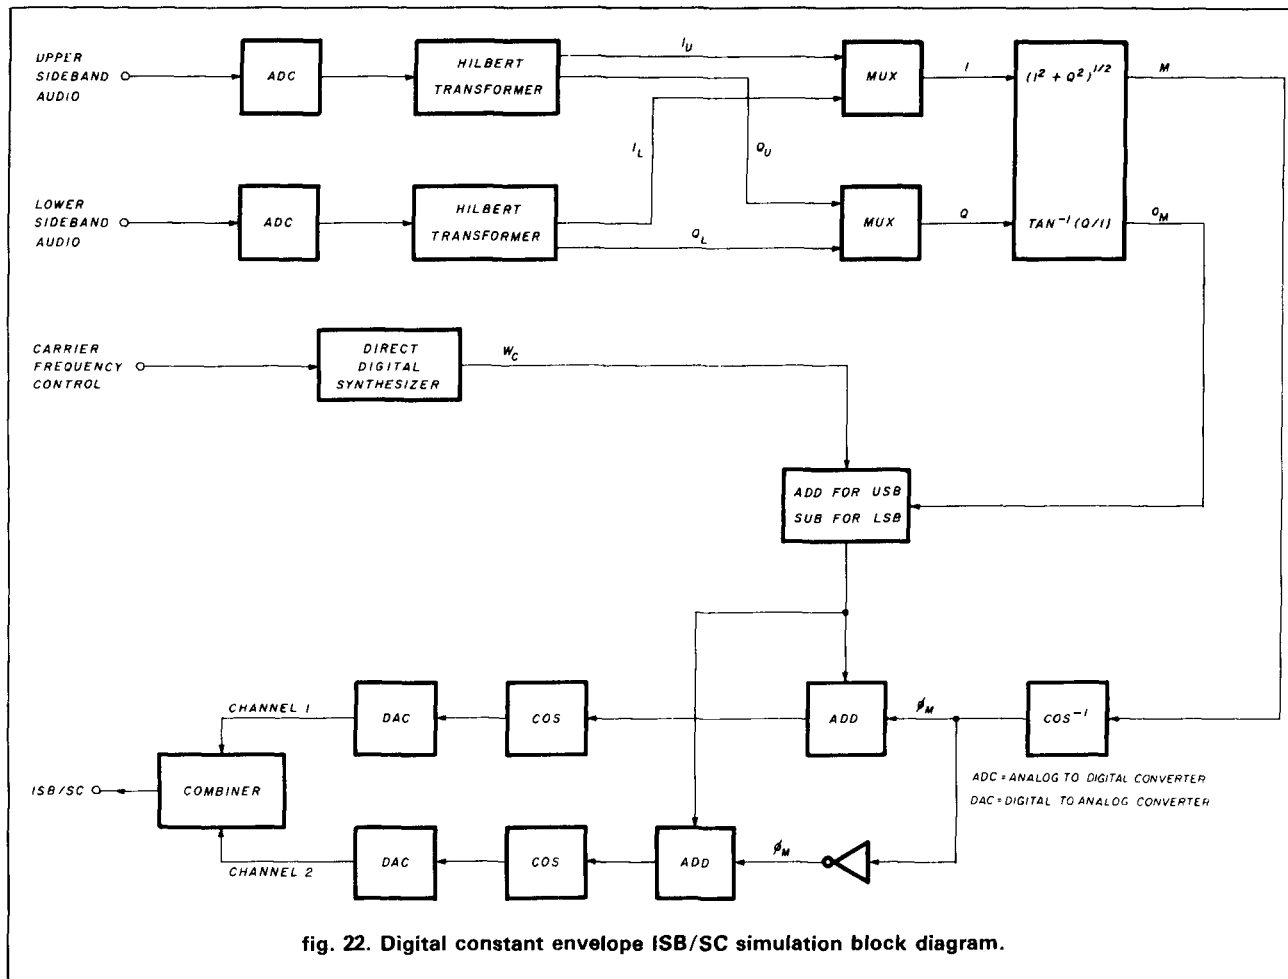 UPPER
SIDEBAND
AUDIO
ADC
HILBERT
TRANSFORMER
I_U
MUX
I
(I² + Q²)^1/2
M
I_L
Q_U
LOWER
SIDEBAND
AUDIO
ADC
HILBERT
TRANSFORMER
Q_L
MUX
Q
TAN⁻¹ (Q/I)
O_M
CARRIER
FREQUENCY
CONTROL
DIRECT
DIGITAL
SYNTHESIZER
W_C
ADD FOR USB
SUB FOR LSB
CHANNEL 1
DAC
COS
ADD
ϕ_M
COS⁻¹
ISB/SC
COMBINER
ADC = ANALOG TO DIGITAL CONVERTER
DAC = DIGITAL TO ANALOG CONVERTER
CHANNEL 2
DAC
COS
ADD
ϕ_M
fig. 22. Digital constant envelope ISB/SC simulation block diagram.